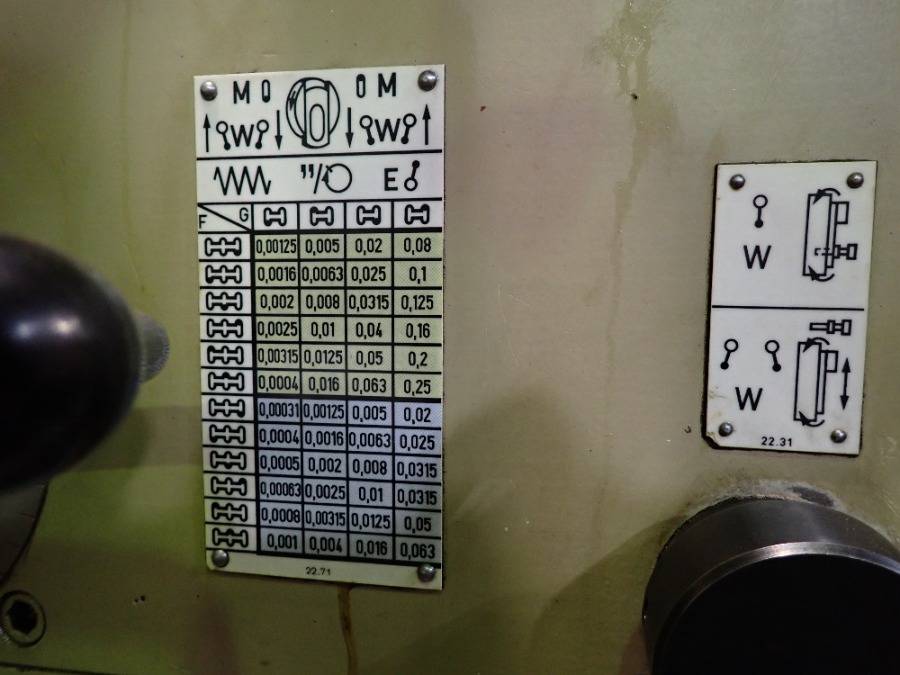 M M
W W
"/ E
F G
0,00125 0,005 0,02 0,08
0,0016 0,0063 0,025 0,1
0,002 0,008 0,0315 0,125
0,0025 0,01 0,04 0,16
0,00315 0,0125 0,05 0,2
0,0004 0,016 0,063 0,25
0,00031 0,00125 0,005 0,02
0,0004 0,0016 0,0063 0,025
0,0005 0,002 0,008 0,0315
0,00063 0,0025 0,01 0,0315
0,0008 0,00315 0,0125 0,05
0,001 0,004 0,016 0,063
22.71
W
W
22.31